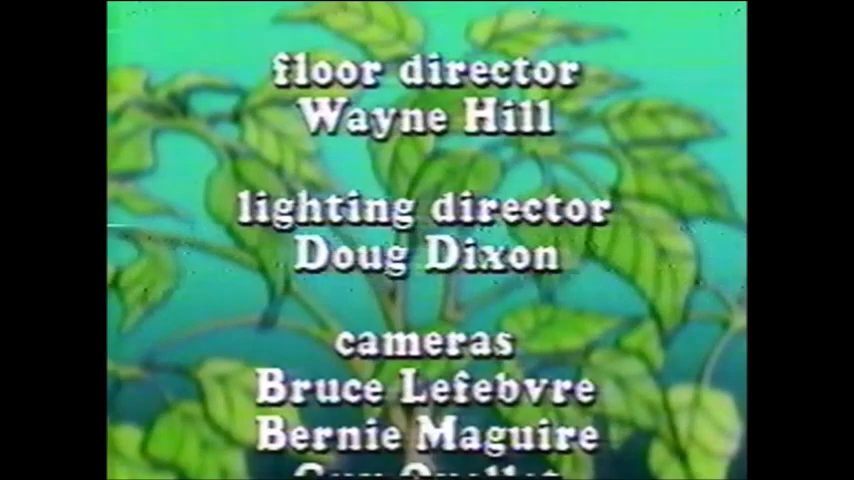 floor director
Wayne Hill
lighting director
Doug Dixon
cameras
Bruce Lefebvre
Bernie Maguire